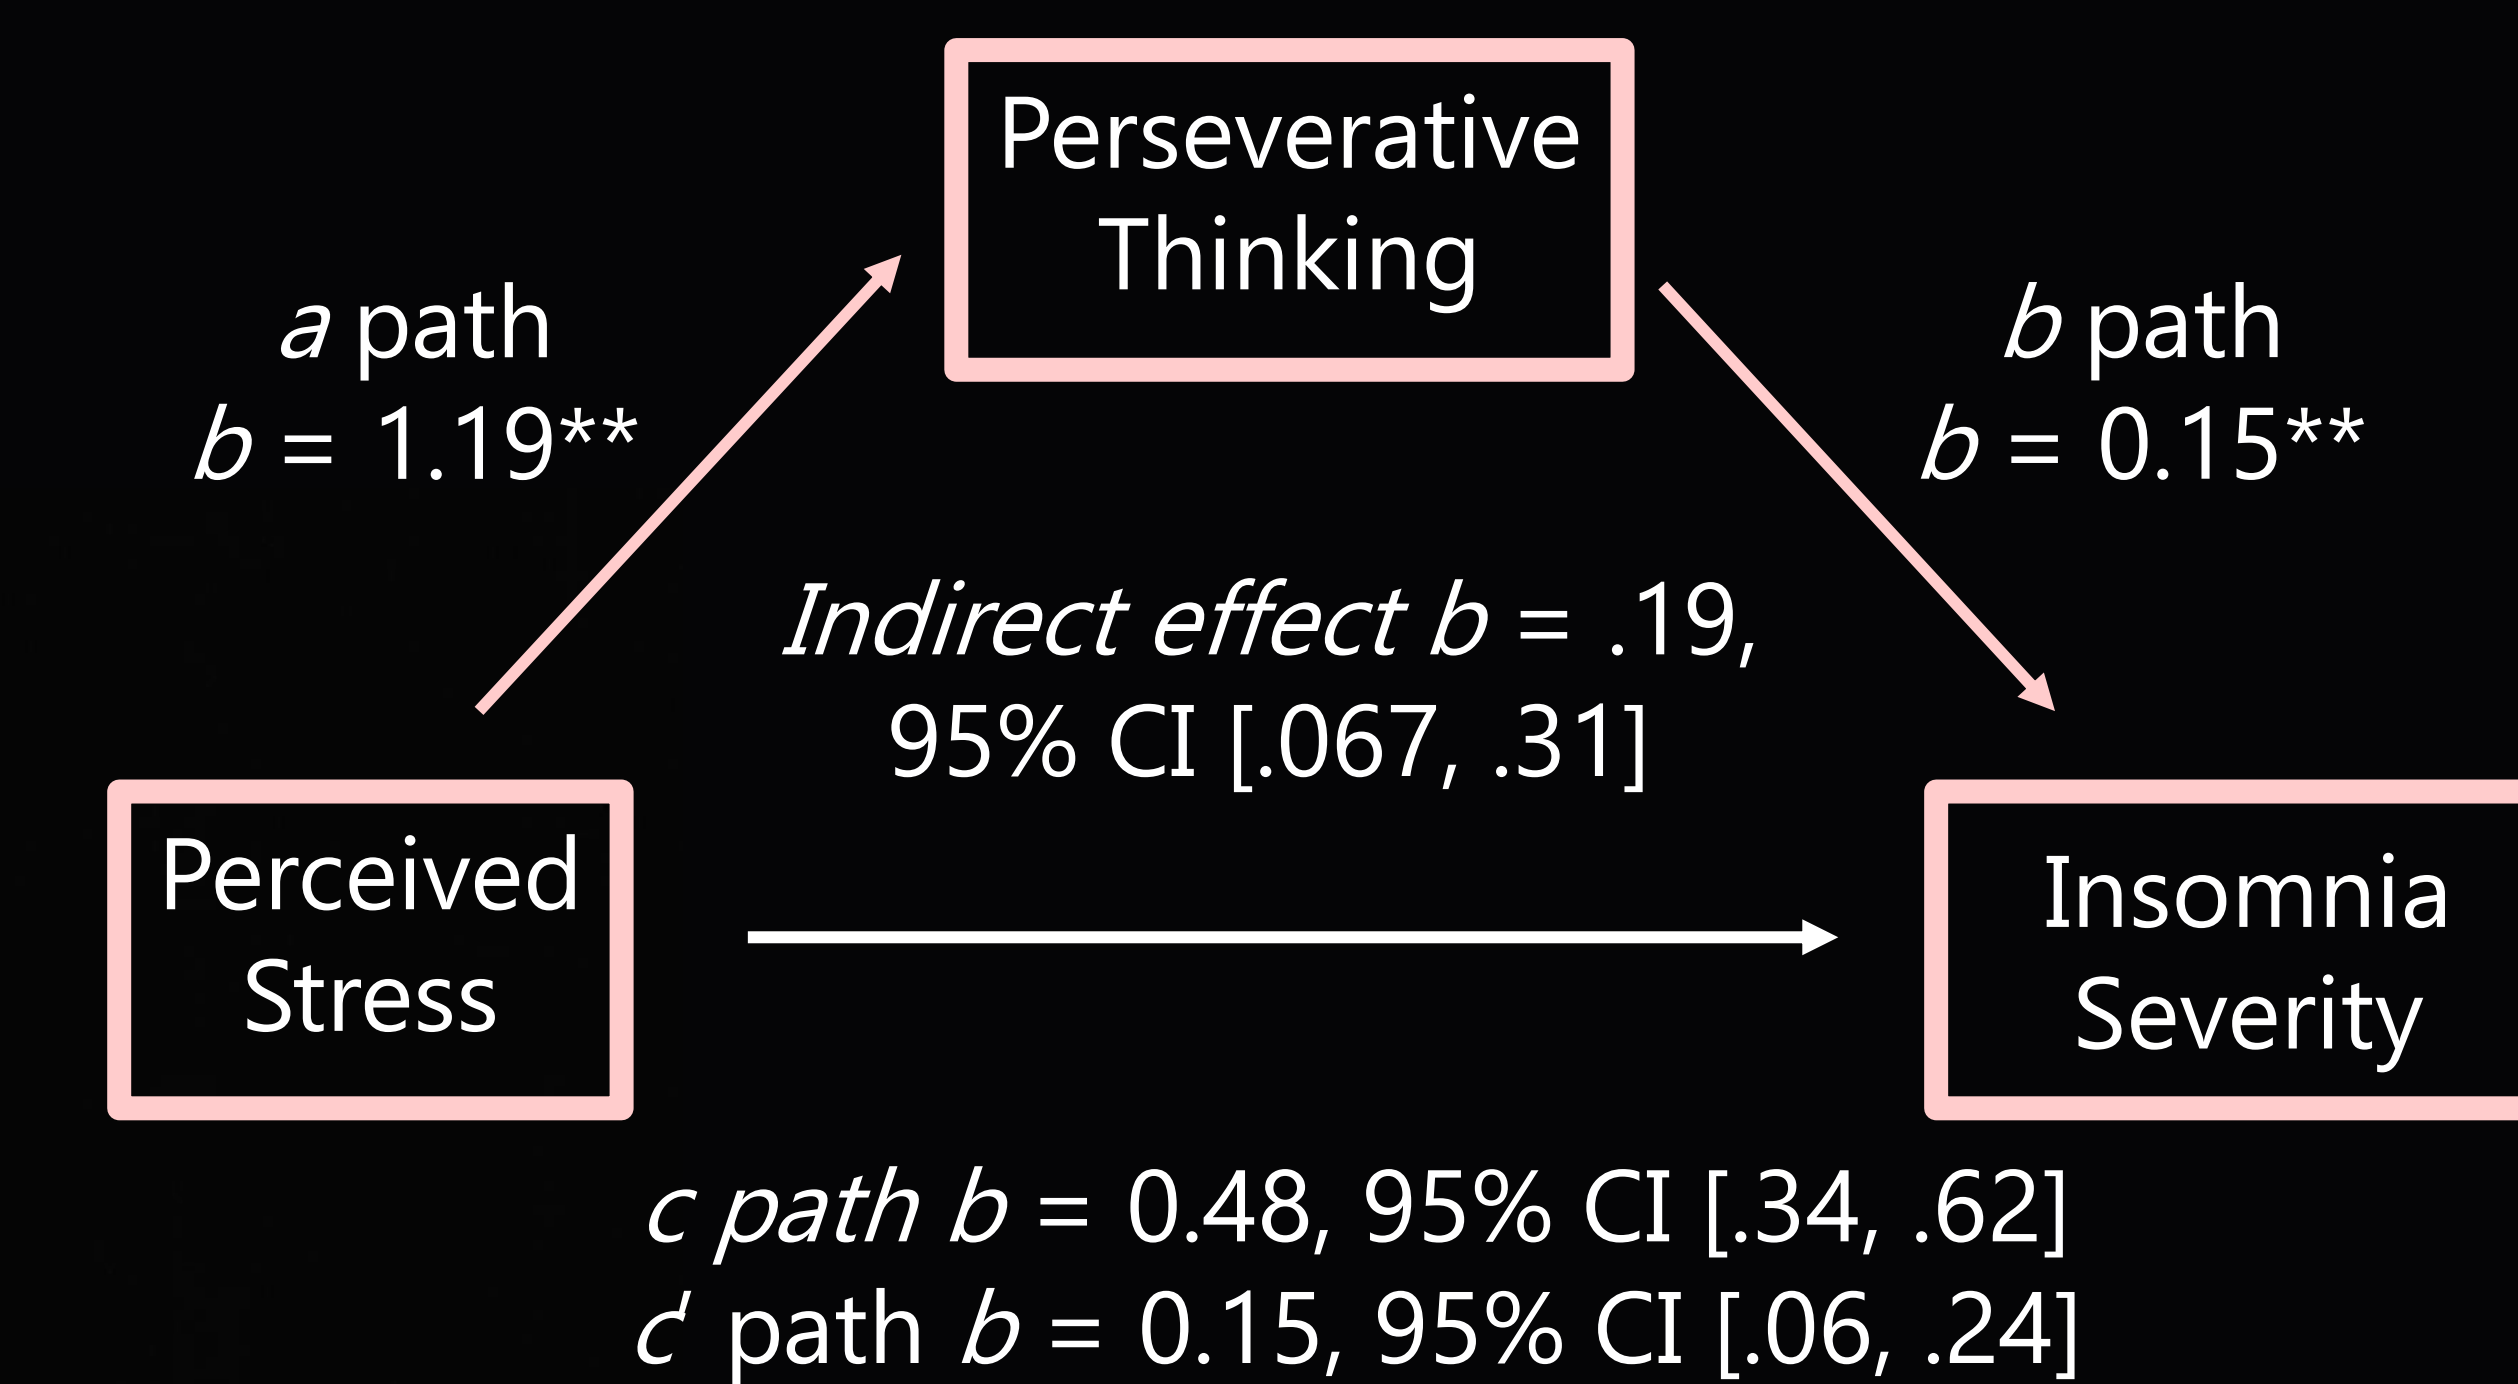 Perseverative
Thinking
a path
b = 1.19**
b path
b = 0.15**
Indirect effect b = .19,
95% CI [.067, .31]
Perceived
Stress
Insomnia
Severity
c path b = 0.48, 95% CI [.34, .62]
c' path b = 0.15, 95% CI [.06, .24]